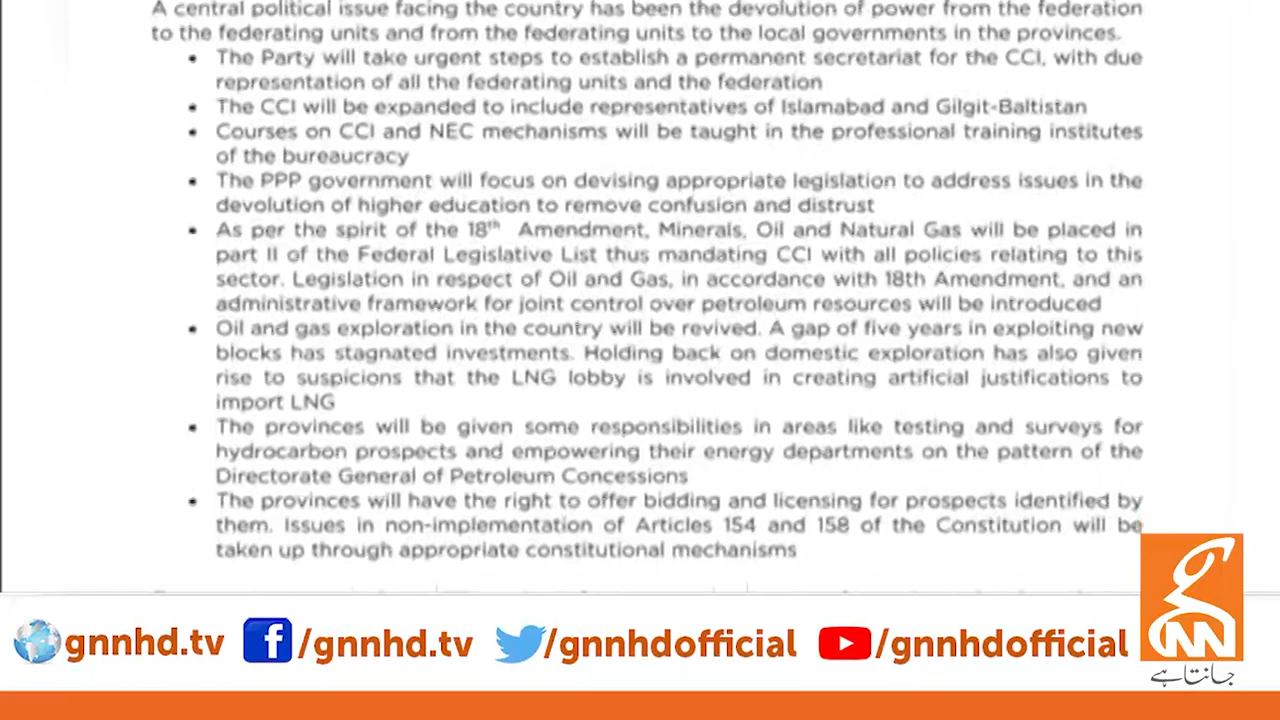 A central political issue facing the country has been the devolution of power from the federation
to the federating units and from the federating units to the local governments in the provinces.
• The Party will take urgent steps to establish a permanent secretariat for the CCI, with due
representation of all the federating units and the federation
• The CCI will be expanded to include representatives of Islamabad and Gilgit-Baltistan
• Courses on CCI and NEC mechanisms will be taught in the professional training institutes
of the bureaucracy
• The PPP government will focus on devising appropriate legislation to address issues in the
devolution of higher education to remove confusion and distrust
• As per the spirit of the 18th Amendment, Minerals, Oil and Natural Gas will be placed in
part II of the Federal Legislative List thus mandating CCI with all policies relating to this
sector. Legislation in respect of Oil and Gas, in accordance with 18th Amendment, and an
administrative framework for joint control over petroleum resources will be introduced
• Oil and gas exploration in the country will be revived. A gap of five years in exploiting new
blocks has stagnated investments. Holding back on domestic exploration has also given
rise to suspicions that the LNG lobby is involved in creating artificial justifications to
import LNG
• The provinces will be given some responsibilities in areas like testing and surveys for
hydrocarbon prospects and empowering their energy departments on the pattern of the
Directorate General of Petroleum Concessions
• The provinces will have the right to offer bidding and licensing for prospects identified by
them. Issues in non-implementation of Articles 154 and 158 of the Constitution will be
taken up through appropriate constitutional mechanisms
gnnhd.tv /gnnhd.tv /gnnhdofficial /gnnhdofficial
GNN
جانتا ہے